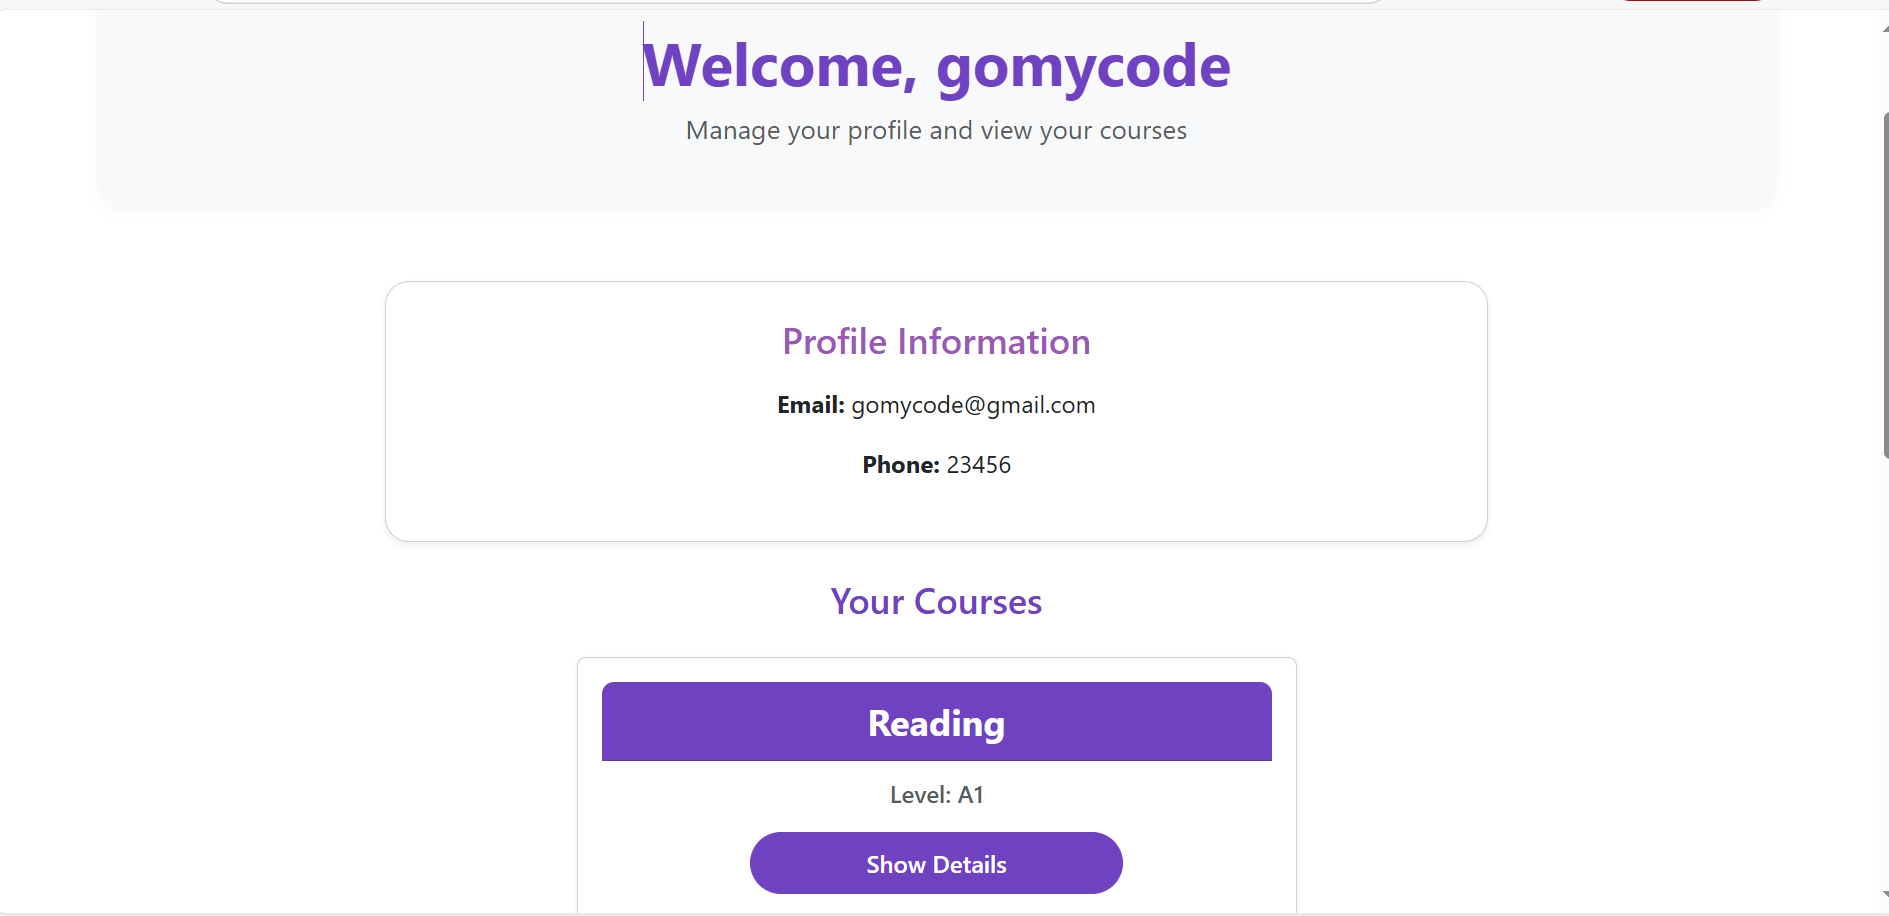 Welcome, gomycode
Manage your profile and view your courses
Profile Information
Email: gomycode@gmail.com
Phone: 23456
Your Courses
Reading
Level: A1
Show Details